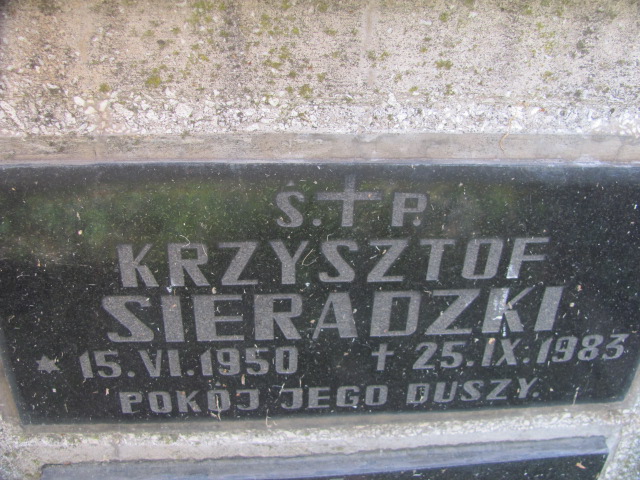 Ś. ✝ P.
KRZYSZTOF
SIERADZKI
* 15.VI.1950 ✝ 25.IX.1983
POKÓJ JEGO DUSZY.